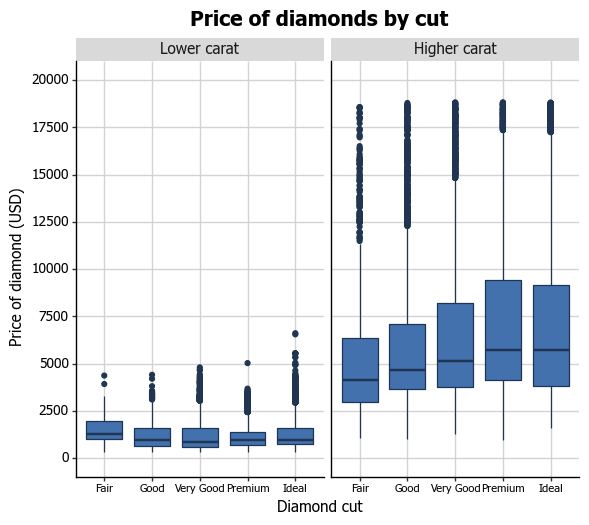 Price of diamonds by cut
Lower carat
Higher carat
20000
17500
15000
12500
10000
7500
5000
2500
0
Price of diamond (USD)
Fair Good Very Good Premium Ideal
Fair Good Very Good Premium Ideal
Diamond cut